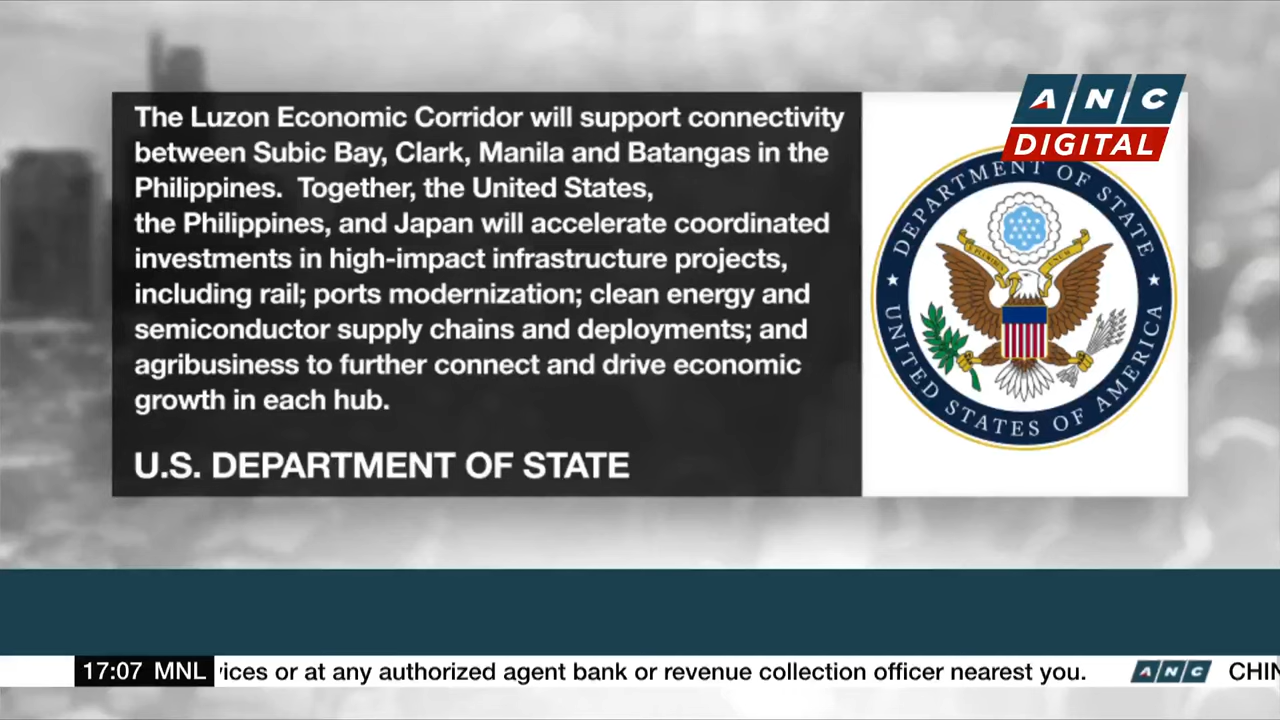 ANC
DIGITAL
The Luzon Economic Corridor will support connectivity
between Subic Bay, Clark, Manila and Batangas in the
Philippines. Together, the United States,
the Philippines, and Japan will accelerate coordinated
investments in high-impact infrastructure projects,
including rail; ports modernization; clean energy and
semiconductor supply chains and deployments; and
agribusiness to further connect and drive economic
growth in each hub.
U.S. DEPARTMENT OF STATE
DEPARTMENT OF STATE
UNITED STATES OF AMERICA
17:07 MNL
vices or at any authorized agent bank or revenue collection officer nearest you.
ANC
CHIN